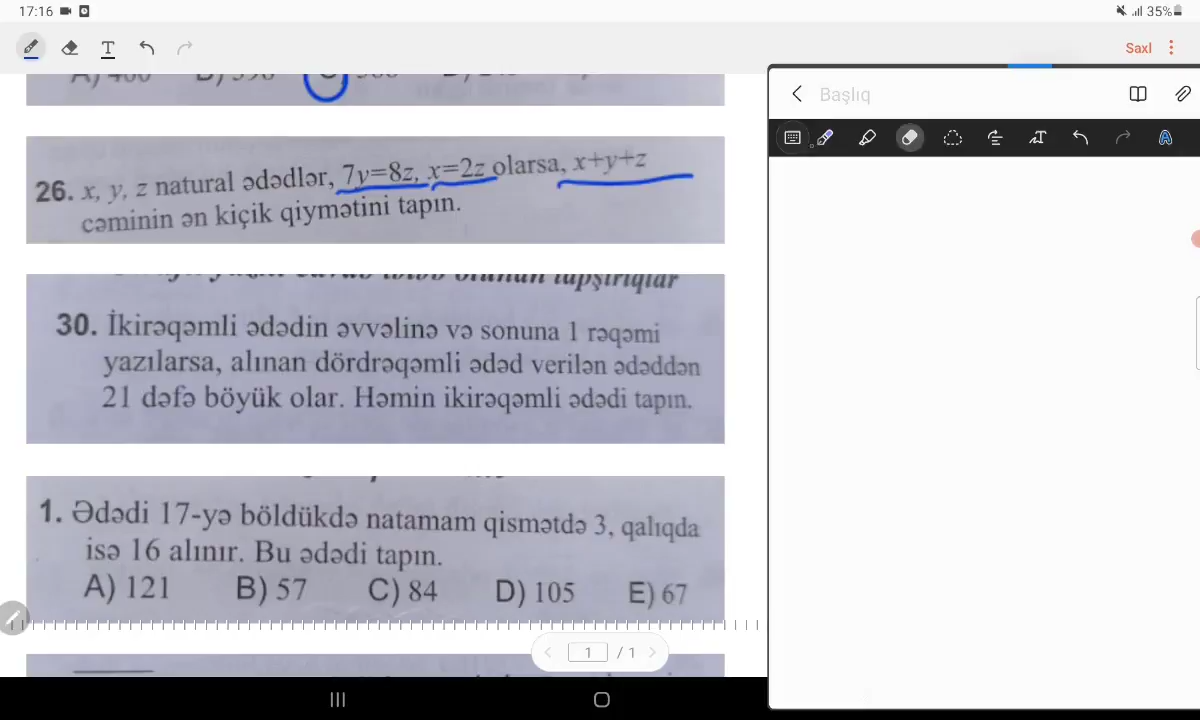 17:16
35%
Saxl
Başlıq
26. x, y, z natural ədədlər, 7y=8z, x=2z olarsa, x+y+z
cəminin ən kiçik qiymətini tapın.
tapşırıqlar
30. İkirəqəmli ədədin əvvəlinə və sonuna 1 rəqəmi
yazılarsa, alınan dördrəqəmli ədəd verilən ədəddən
21 dəfə böyük olar. Həmin ikirəqəmli ədədi tapın.
1. Ədədi 17-yə böldükdə natamam qismətdə 3, qalıqda
isə 16 alınır. Bu ədədi tapın.
A) 121 B) 57 C) 84 D) 105 E) 67
1 / 1